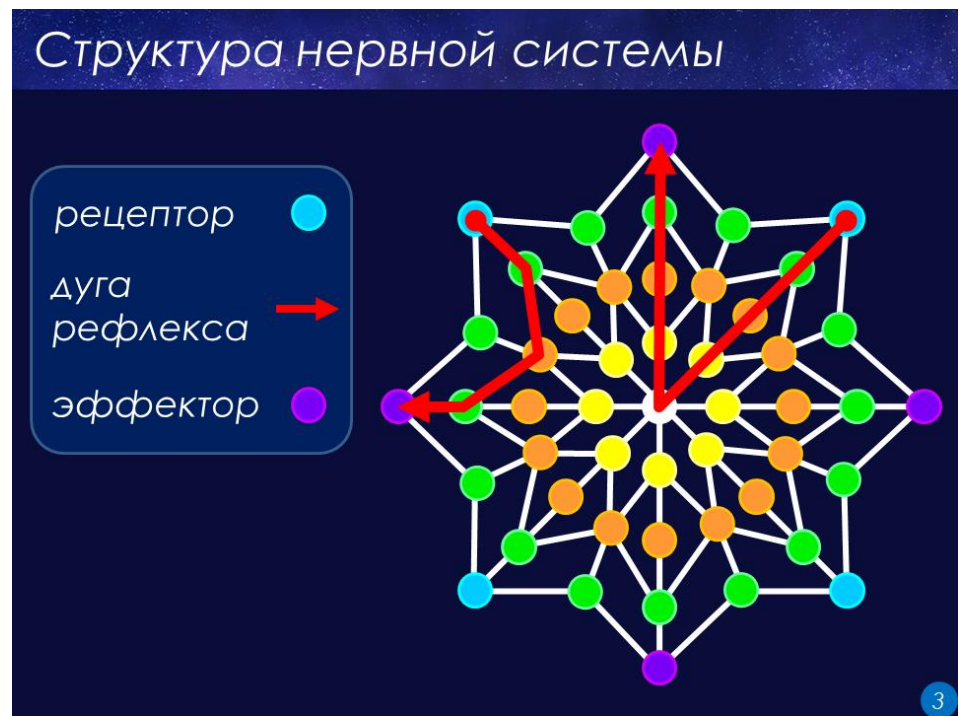 Структура нервной системы
рецептор
дуга
рефлекса
эффектор
3